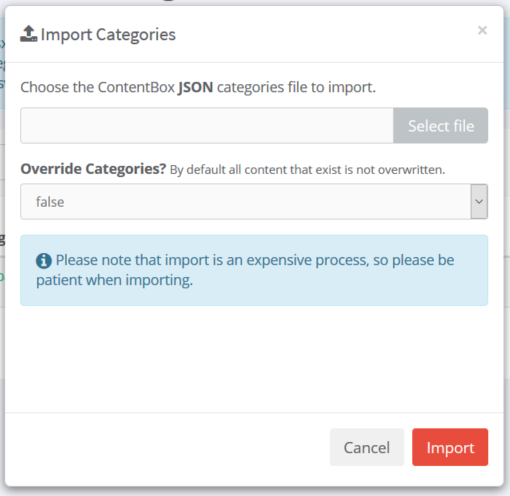 Import Categories
×
Choose the ContentBox JSON categories file to import.
Select file
Override Categories? By default all content that exist is not overwritten.
false
Please note that import is an expensive process, so please be
patient when importing.
Cancel
Import